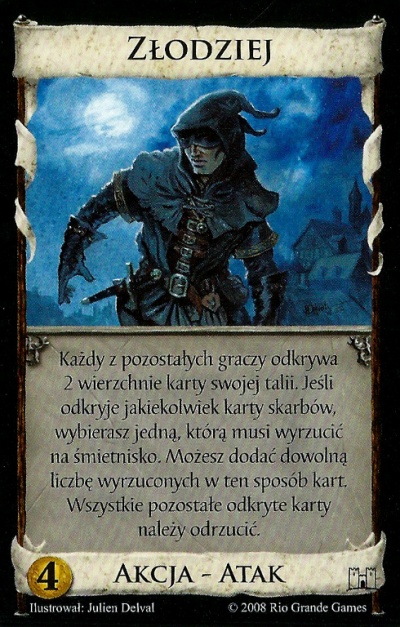 Złodziej
Każdy z pozostałych graczy odkrywa
2 wierzchnie karty swojej talii. Jeśli
odkryje jakiekolwiek karty skarbów,
wybierasz jedną, którą musi wyrzucić
na śmietnisko. Możesz dodać dowolną
liczbę wyrzuconych w ten sposób kart.
Wszystkie pozostałe odkryte karty
należy odrzucić.
4 Akcja - Atak
Ilustrował: Julien Delval © 2008 Rio Grande Games